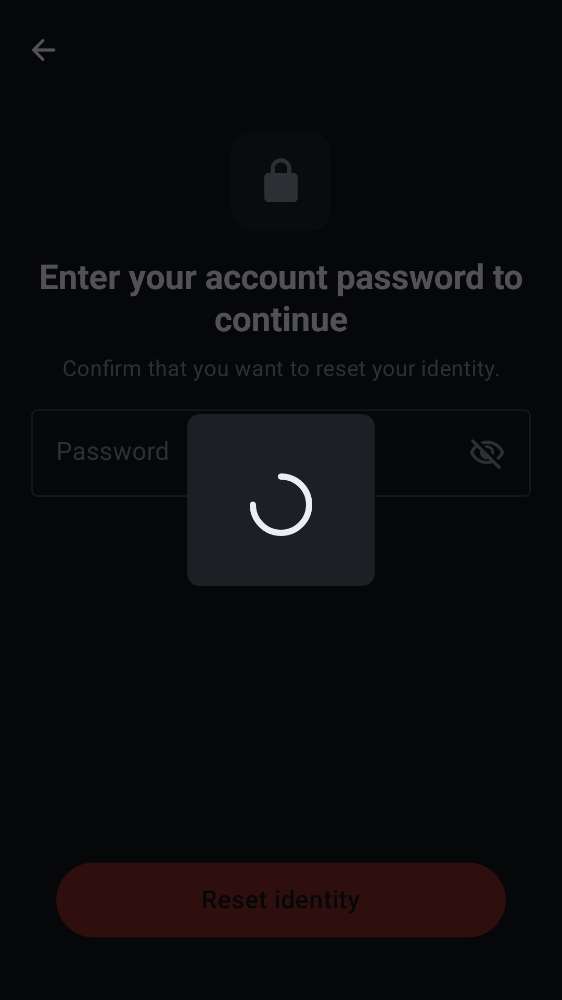 Enter your account password to
continue
Confirm that you want to reset your identity.
Password
Reset identity